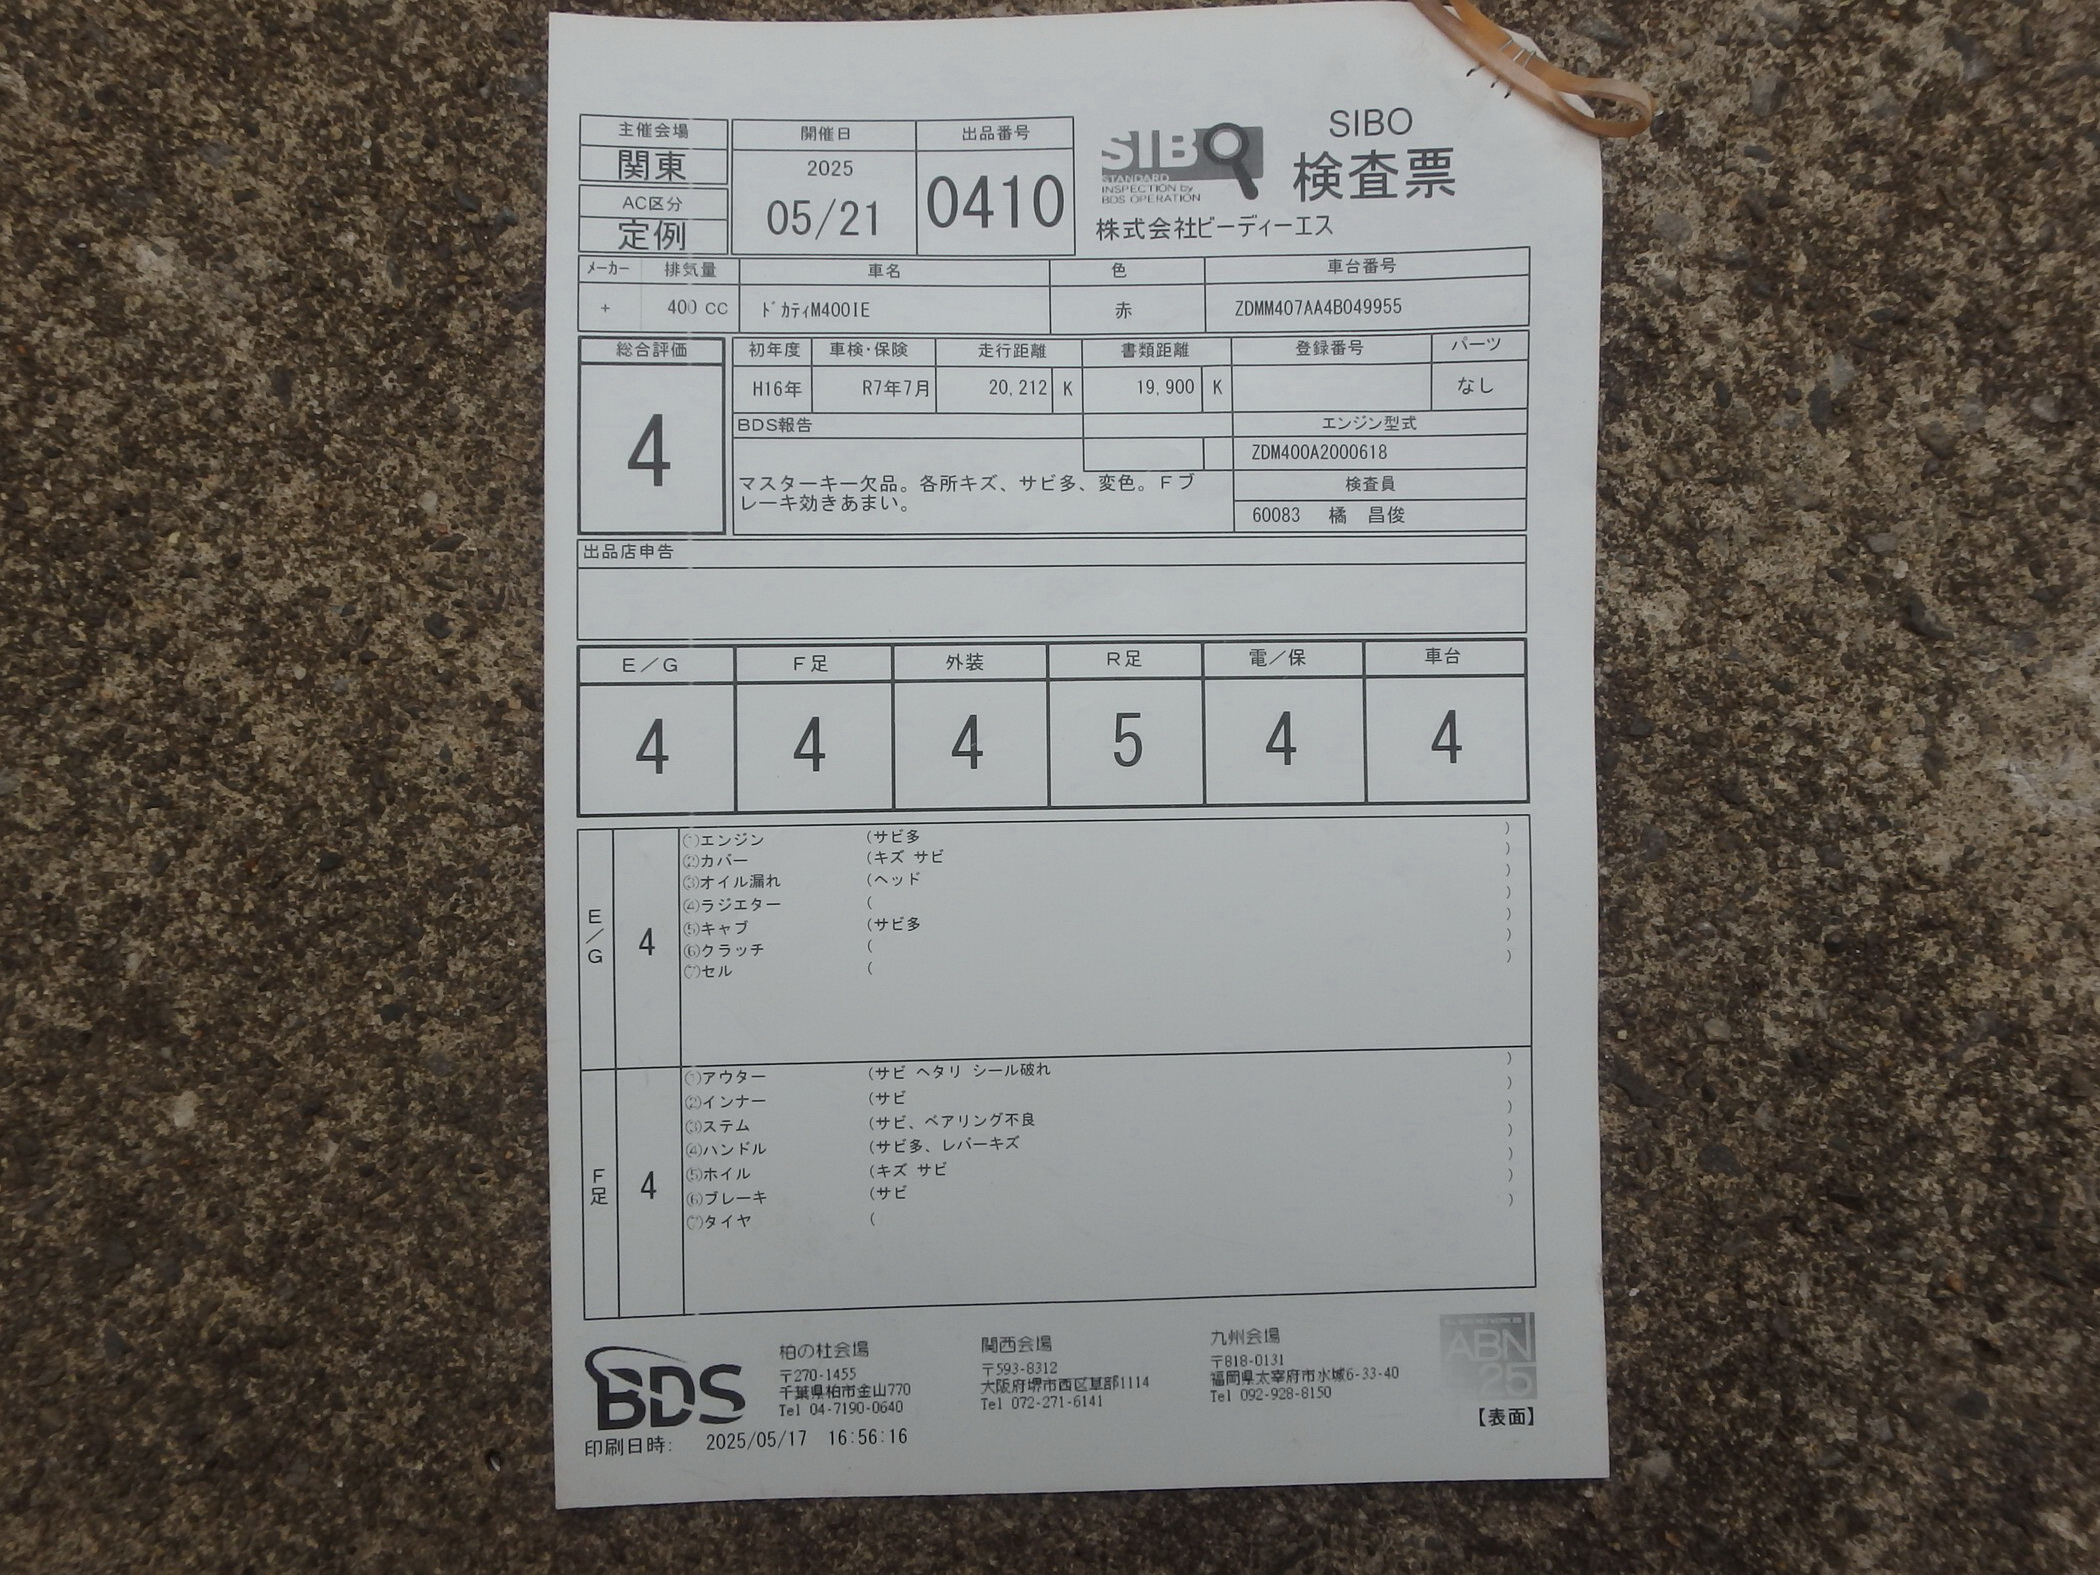 主催会場 開催日 出品番号
関東 2025 05/21 0410
AC区分
定例
SIBO
STANDARD
INSPECTION by
BDS OPERATION
SIBO
検査票
株式会社ビーディーエス
メーカー 排気量 車名 色 車台番号
+ 400 CC ドカティM400IE 赤 ZDMM407AA4B049955
総合評価 初年度 車検・保険 走行距離 書類距離 登録番号 パーツ
4 H16年 R7年7月 20,212 K 19,900 K なし
BDS報告 エンジン型式
ZDM400A2000618
マスターキー欠品。各所キズ、サビ多、変色。Fブ
レーキ効きあまい。
検査員
60083 橘 昌俊
出品店申告
E/G F足 外装 R足 電/保 車台
4 4 4 5 4 4
E/G 4
①エンジン (サビ多 )
②カバー (キズ サビ )
③オイル漏れ (ヘッド )
④ラジエター ( )
⑤キャブ (サビ多 )
⑥クラッチ ( )
⑦セル ( )
F足 4
①アウター (サビ ヘタリ シール破れ )
②インナー (サビ )
③ステム (サビ、ベアリング不良 )
④ハンドル (サビ多、レバーキズ )
⑤ホイル (キズ サビ )
⑥ブレーキ (サビ )
⑦タイヤ ( )
BDS
柏の杜会場
〒270-1455
千葉県柏市金山770
Tel 04-7190-0640
関西会場
〒593-8312
大阪府堺市西区草部1114
Tel 072-271-6141
九州会場
〒818-0131
福岡県太宰府市水城6-33-40
Tel 092-928-8150
ABN
25
【表面】
印刷日時: 2025/05/17 16:56:16